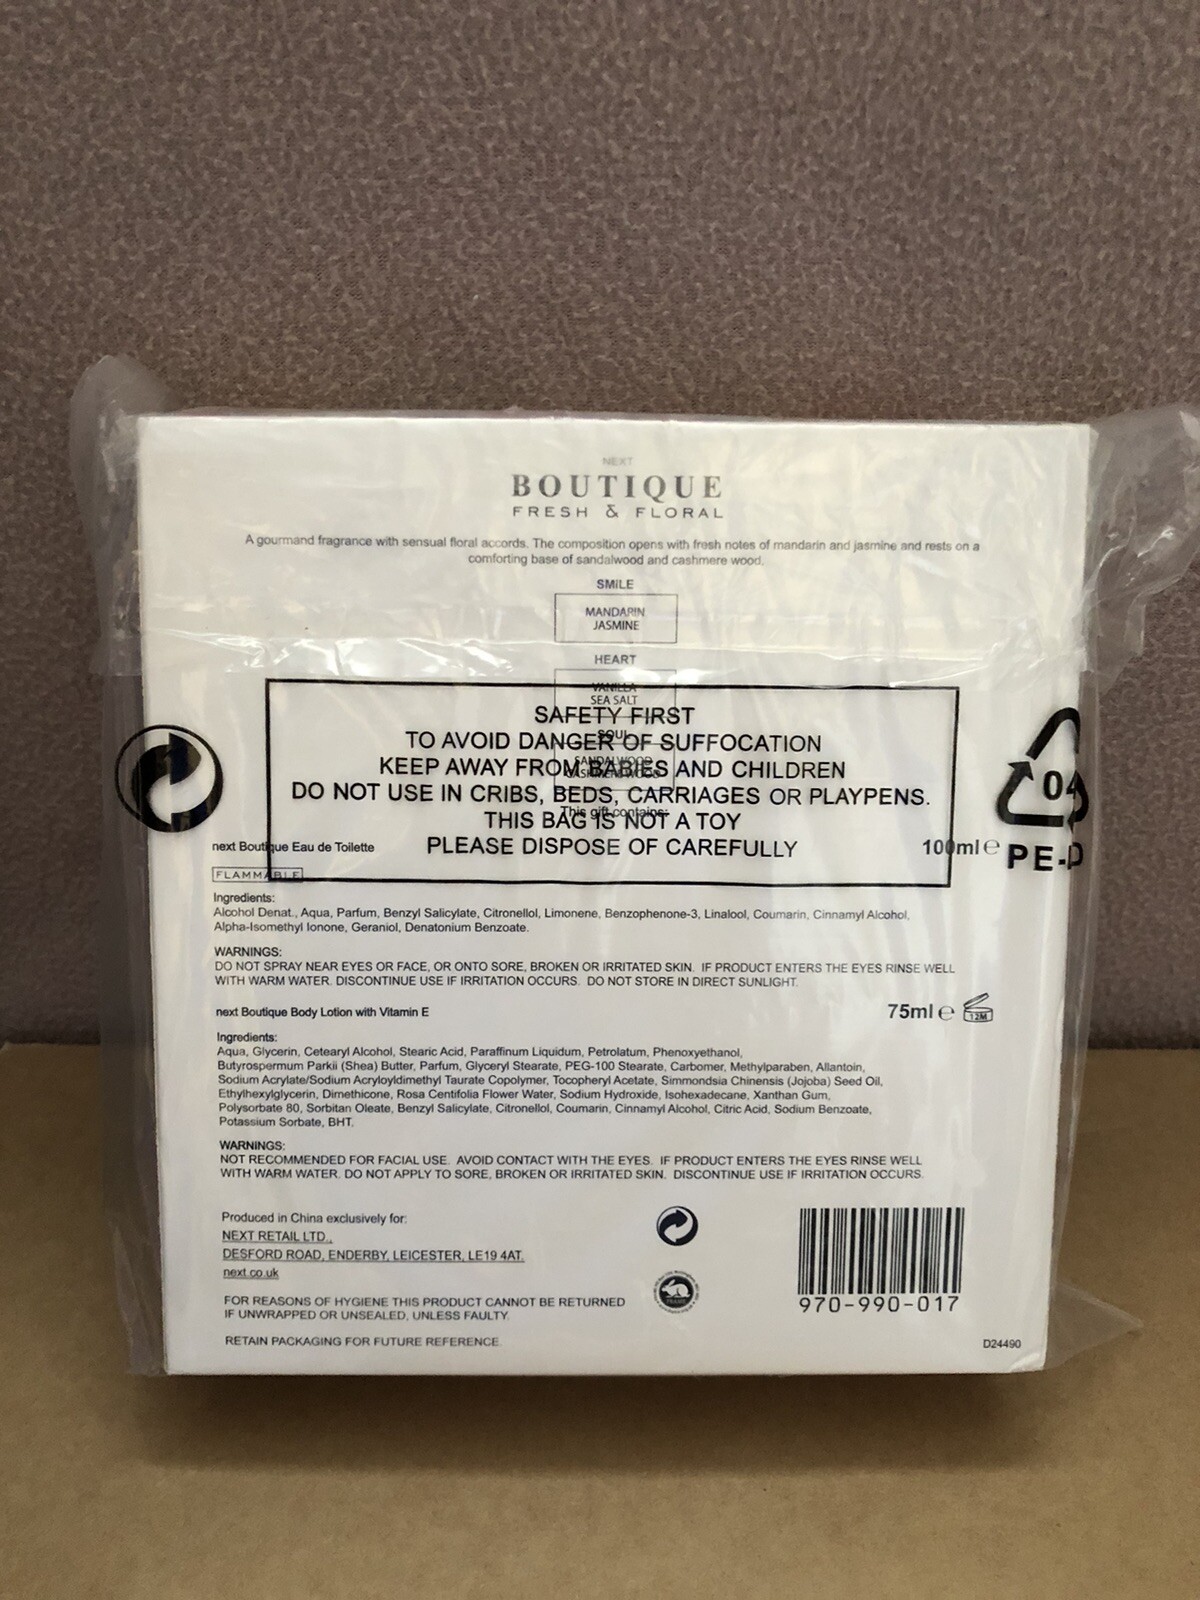 NEXT
BOUTIQUE
FRESH & FLORAL
A gourmand fragrance with sensual floral accords. The composition opens with fresh notes of mandarin and jasmine and rests on a
comforting base of sandalwood and cashmere wood.
SMILE
MANDARIN
JASMINE
HEART
VANILLA
SEA SALT
SAFETY FIRST
SOUL
TO AVOID DANGER OF SUFFOCATION
SANDALWOOD
KEEP AWAY FROM BABIES AND CHILDREN
CASHMERE WOOD
DO NOT USE IN CRIBS, BEDS, CARRIAGES OR PLAYPENS.
This gift contains:
THIS BAG IS NOT A TOY
PLEASE DISPOSE OF CAREFULLY
04
PE-
next Boutique Eau de Toilette 100ml e
FLAMMABLE
Ingredients:
Alcohol Denat., Aqua, Parfum, Benzyl Salicylate, Citronellol, Limonene, Benzophenone-3, Linalool, Coumarin, Cinnamyl Alcohol,
Alpha-Isomethyl Ionone, Geraniol, Denatonium Benzoate.
WARNINGS:
DO NOT SPRAY NEAR EYES OR FACE, OR ONTO SORE, BROKEN OR IRRITATED SKIN. IF PRODUCT ENTERS THE EYES RINSE WELL
WITH WARM WATER. DISCONTINUE USE IF IRRITATION OCCURS. DO NOT STORE IN DIRECT SUNLIGHT.
next Boutique Body Lotion with Vitamin E 75ml e 12M
Ingredients:
Aqua, Glycerin, Cetearyl Alcohol, Stearic Acid, Paraffinum Liquidum, Petrolatum, Phenoxyethanol,
Butyrospermum Parkii (Shea) Butter, Parfum, Glyceryl Stearate, PEG-100 Stearate, Carbomer, Methylparaben, Allantoin,
Sodium Acrylate/Sodium Acryloyldimethyl Taurate Copolymer, Tocopheryl Acetate, Simmondsia Chinensis (Jojoba) Seed Oil,
Ethylhexylglycerin, Dimethicone, Rosa Centifolia Flower Water, Sodium Hydroxide, Isohexadecane, Xanthan Gum,
Polysorbate 80, Sorbitan Oleate, Benzyl Salicylate, Citronellol, Coumarin, Cinnamyl Alcohol, Citric Acid, Sodium Benzoate,
Potassium Sorbate, BHT.
WARNINGS:
NOT RECOMMENDED FOR FACIAL USE. AVOID CONTACT WITH THE EYES. IF PRODUCT ENTERS THE EYES RINSE WELL
WITH WARM WATER. DO NOT APPLY TO SORE, BROKEN OR IRRITATED SKIN. DISCONTINUE USE IF IRRITATION OCCURS.
Produced in China exclusively for:
NEXT RETAIL LTD.,
DESFORD ROAD, ENDERBY, LEICESTER, LE19 4AT.
next.co.uk
FOR REASONS OF HYGIENE THIS PRODUCT CANNOT BE RETURNED
IF UNWRAPPED OR UNSEALED, UNLESS FAULTY.
RETAIN PACKAGING FOR FUTURE REFERENCE.
970-990-017
D24490